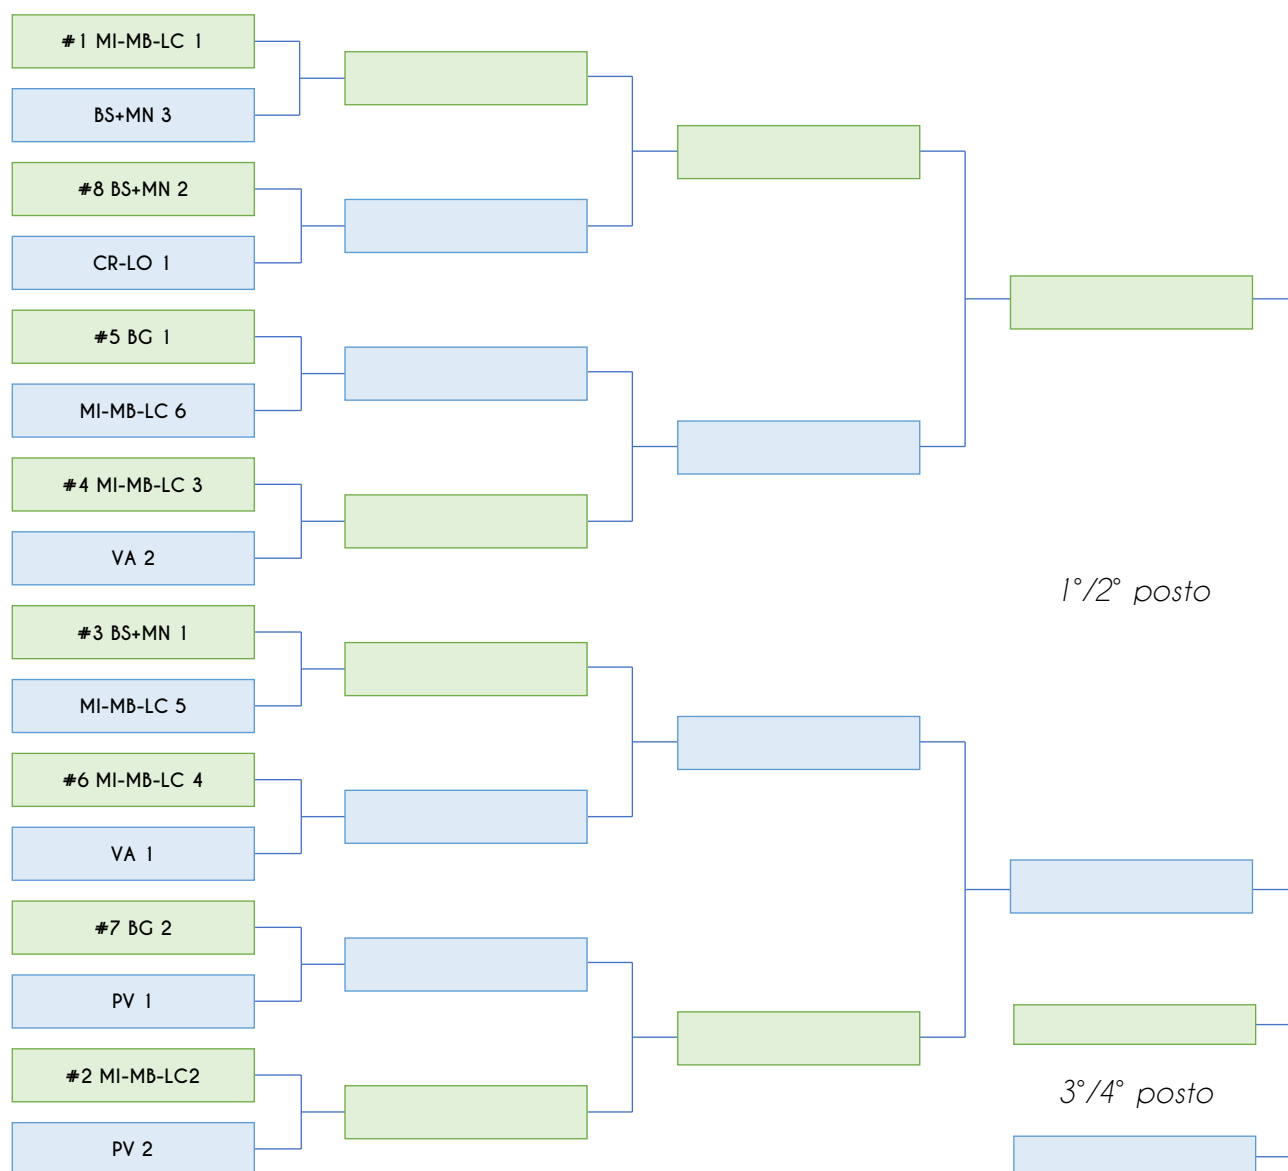 #1 MI-MB-LC 1
BS+MN 3
#8 BS+MN 2
CR-LO 1
#5 BG 1
MI-MB-LC 6
#4 MI-MB-LC 3
VA 2
1°/2° posto
#3 BS+MN 1
MI-MB-LC 5
#6 MI-MB-LC 4
VA 1
#7 BG 2
PV 1
#2 MI-MB-LC2
3°/4° posto
PV 2